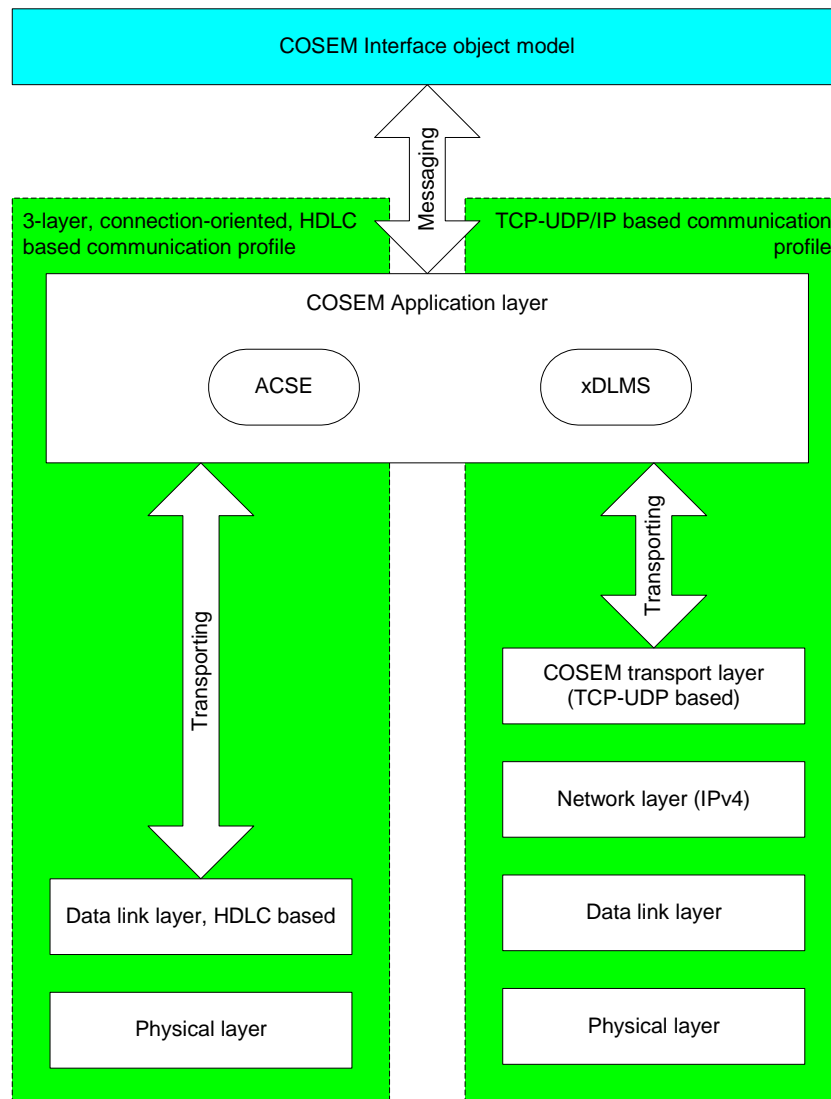 COSEM Interface object model
Messaging
3-layer, connection-oriented, HDLC
based communication profile
TCP-UDP/IP based communication
profile
COSEM Application layer
ACSE
xDLMS
Transporting
Transporting
COSEM transport layer
(TCP-UDP based)
Network layer (IPv4)
Data link layer, HDLC based
Data link layer
Physical layer
Physical layer